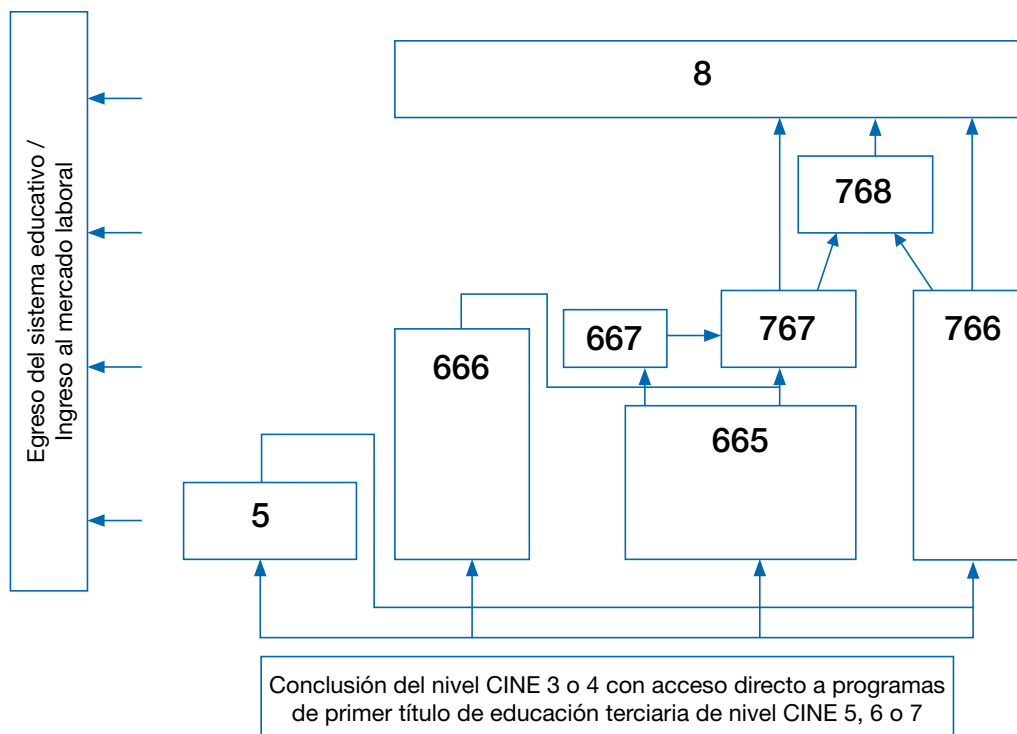 Egreso del sistema educativo /
Ingreso al mercado laboral
8
768
667
767
766
666
665
5
Conclusión del nivel CINE 3 o 4 con acceso directo a programas
de primer título de educación terciaria de nivel CINE 5, 6 o 7